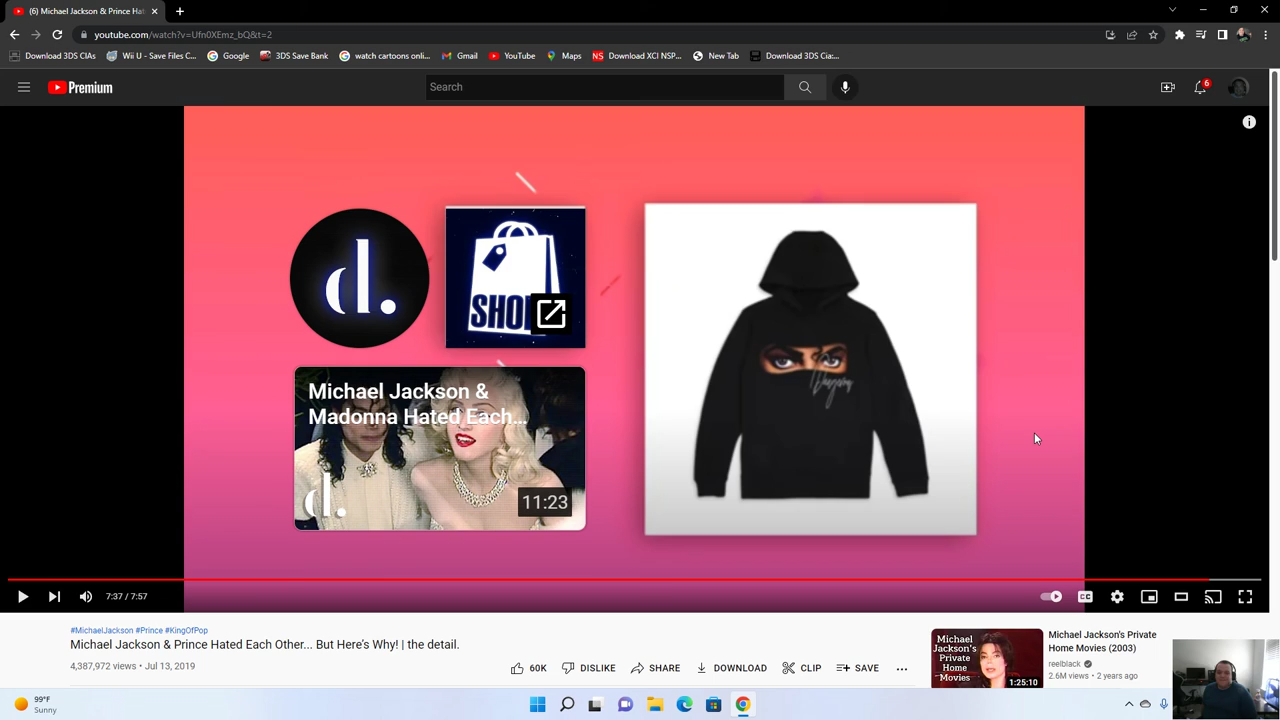 (6) Michael Jackson & Prince Hat
youtube.com/watch?v=Ufn0XEmz_bQ&t=2
Download 3DS CIAs
Wii U - Save Files C...
Google
3DS Save Bank
watch cartoons onli...
Gmail
YouTube
Maps
NS
Download XCI NSP...
New Tab
Download 3DS Cia:...
Premium
Search
6
d.
SHO
Dangerous
Michael Jackson &
Madonna Hated Each...
d.
11:23
7:37 / 7:57
CC
#MichaelJackson #Prince #KingOfPop
Michael Jackson & Prince Hated Each Other... But Here's Why! | the detail.
4,387,972 views • Jul 13, 2019
60K
DISLIKE
SHARE
DOWNLOAD
CLIP
SAVE
Michael
Jackson's
Private
Home
Movies
1:25:10
Michael Jackson's Private
Home Movies (2003)
reelblack
2.6M views • 2 years ago
99°F
Sunny